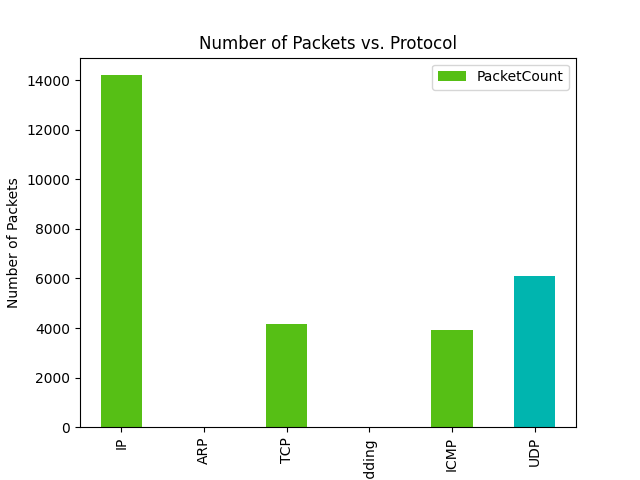 Number of Packets vs. Protocol
PacketCount
Number of Packets
14000
12000
10000
8000
6000
4000
2000
0
IP
ARP
TCP
dding
ICMP
UDP